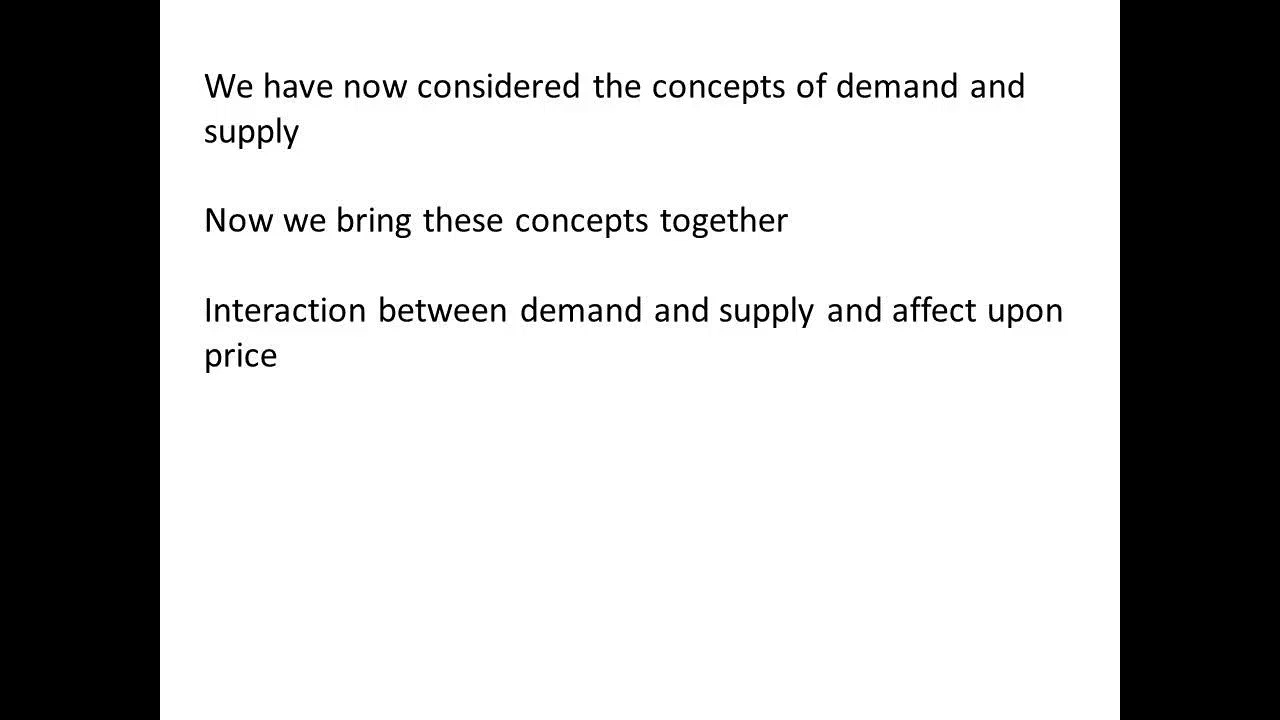 We have now considered the concepts of demand and
supply
Now we bring these concepts together
Interaction between demand and supply and affect upon
price